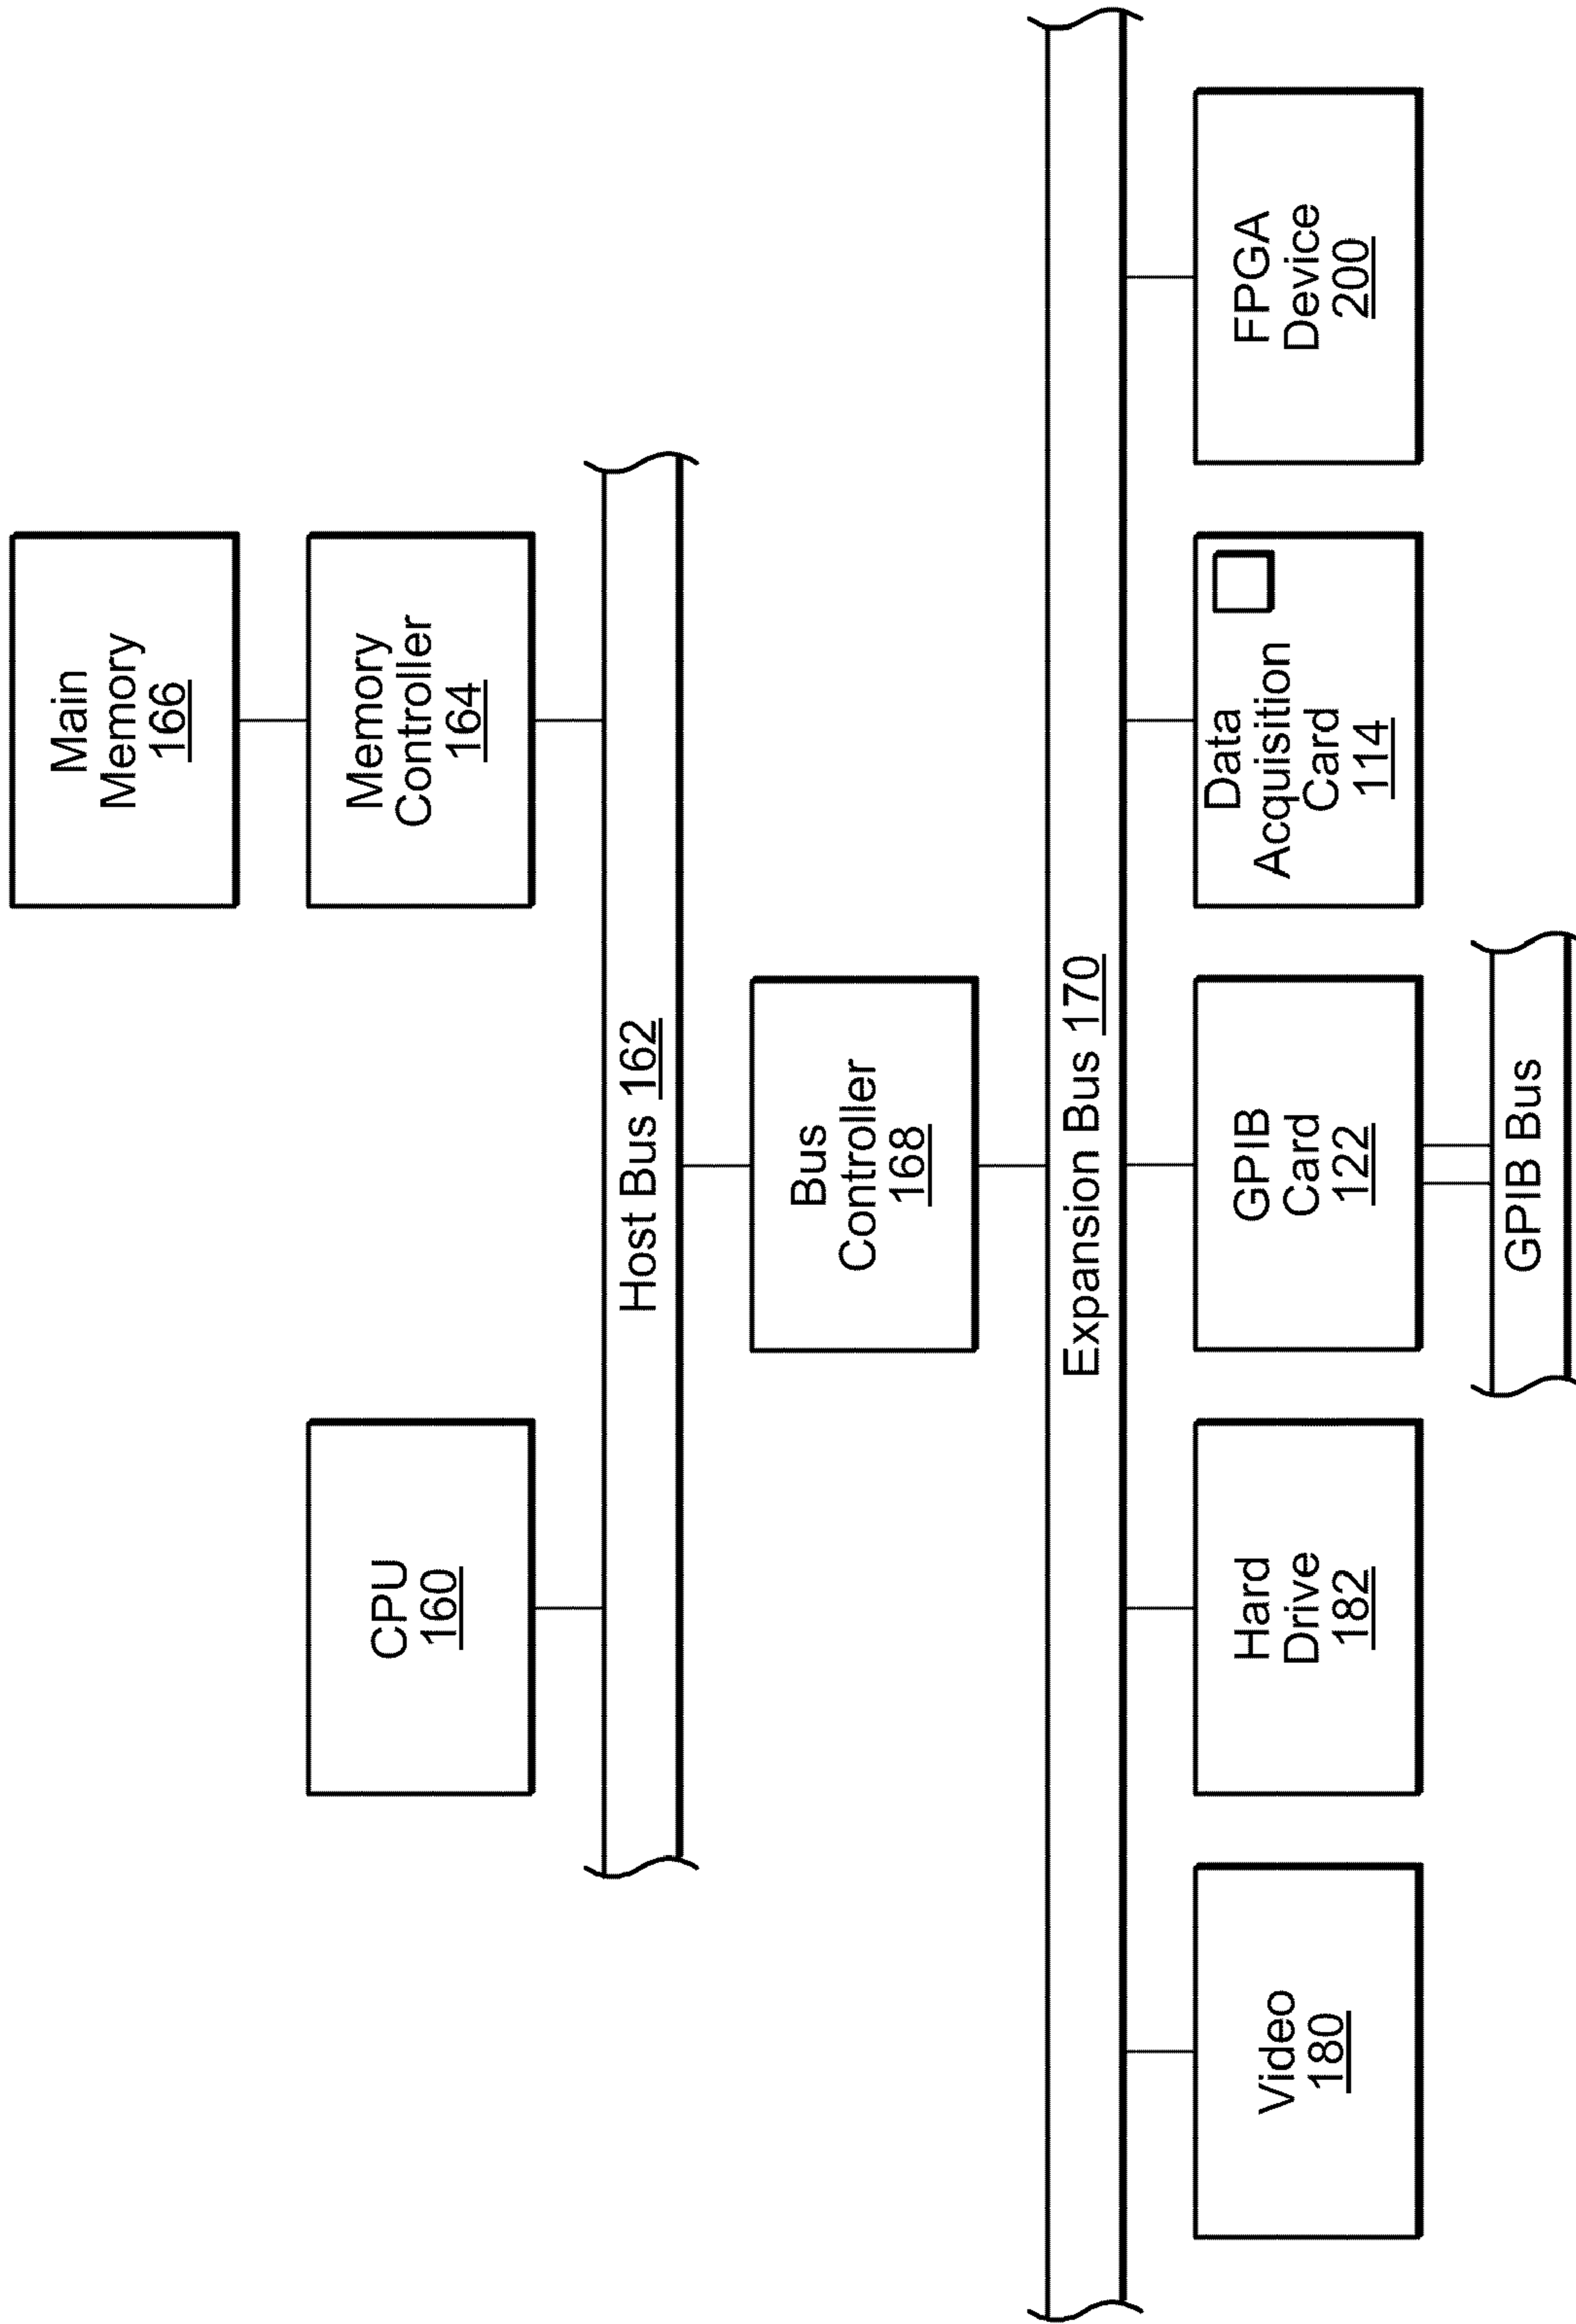 Main
Memory
166
CPU
160
Memory
Controller
164
Host Bus 162
Bus
Controller
168
Expansion Bus 170
Video
180
Hard
Drive
182
GPIB
Card
122
Data
Acquisition
Card
114
FPGA
Device
200
GPIB Bus